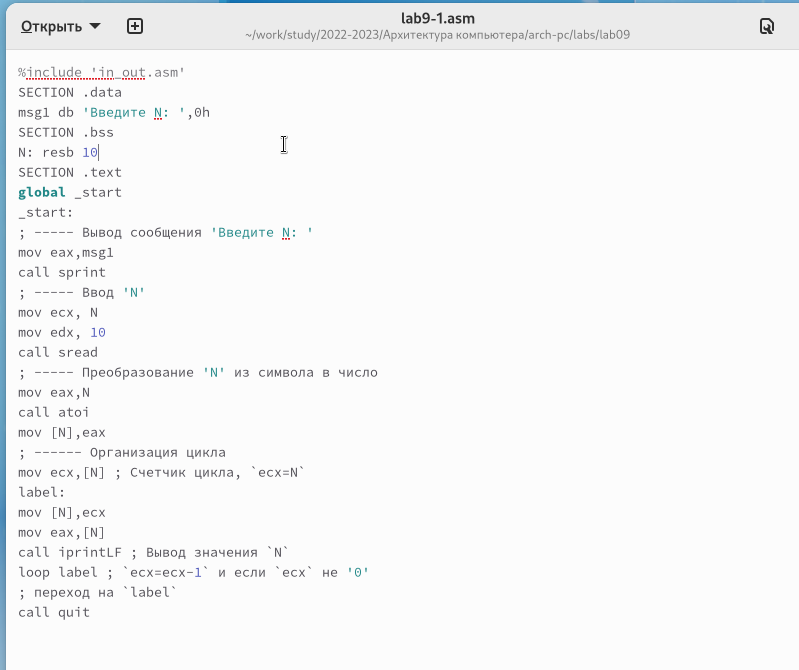 Открыть
lab9-1.asm
~/work/study/2022-2023/Архитектура компьютера/arch-pc/labs/lab09
%include 'in_out.asm'
SECTION .data
msg1 db 'Введите N: ',0h
SECTION .bss
N: resb 10
SECTION .text
global _start
_start:
; ----- Вывод сообщения 'Введите N: '
mov eax,msg1
call sprint
; ----- Ввод 'N'
mov ecx, N
mov edx, 10
call sread
; ----- Преобразование 'N' из символа в число
mov eax,N
call atoi
mov [N],eax
; ------ Организация цикла
mov ecx,[N] ; Счетчик цикла, `ecx=N`
label:
mov [N],ecx
mov eax,[N]
call iprintLF ; Вывод значения `N`
loop label ; `ecx=ecx-1` и если `ecx` не '0'
; переход на `label`
call quit